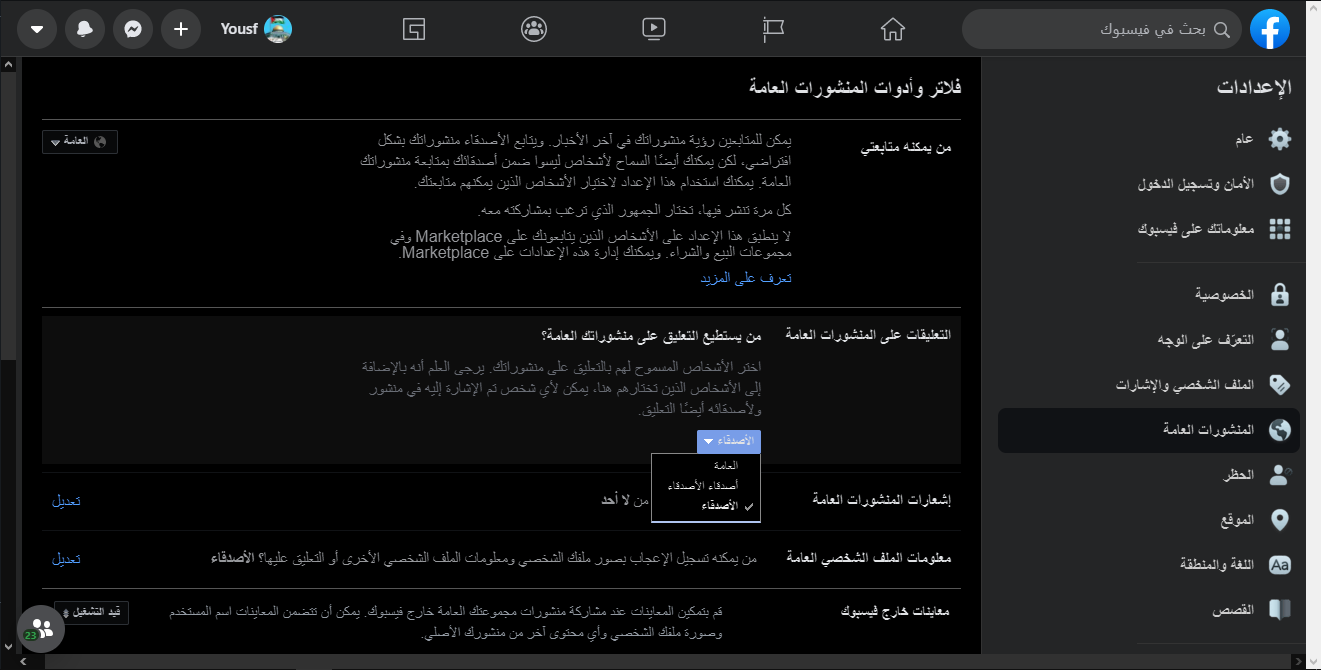 بحث في فيسبوك
Yousf
الإعدادات
عام
الأمان وتسجيل الدخول
معلوماتك على فيسبوك
الخصوصية
التعرّف على الوجه
الملف الشخصي والإشارات
المنشورات العامة
الحظر
الموقع
Aa
اللغة والمنطقة
القصص
فلاتر وأدوات المنشورات العامة
من يمكنه متابعتي
يمكن للمتابعين رؤية منشوراتك في آخر الأخبار. ويتابع الأصدقاء منشوراتك بشكل
افتراضي، لكن يمكنك أيضًا السماح لأشخاص ليسوا ضمن أصدقائك بمتابعة منشوراتك
العامة. يمكنك استخدام هذا الإعداد لاختيار الأشخاص الذين يمكنهم متابعتك.
كل مرة تنشر فيها، تختار الجمهور الذي ترغب بمشاركته معه.
لا ينطبق هذا الإعداد على الأشخاص الذين يتابعونك على Marketplace وفي
مجموعات البيع والشراء. ويمكنك إدارة هذه الإعدادات على Marketplace.
تعرف على المزيد
العامة
التعليقات على المنشورات العامة
من يستطيع التعليق على منشوراتك العامة؟
اختر الأشخاص المسموح لهم بالتعليق على منشوراتك. يرجى العلم أنه بالإضافة
إلى الأشخاص الذين تختارهم هنا، يمكن لأي شخص تم الإشارة إليه في منشور
ولأصدقائه أيضًا التعليق.
الأصدقاء
العامة
أصدقاء الأصدقاء
الأصدقاء
إشعارات المنشورات العامة
من لا أحد
تعديل
معلومات الملف الشخصي العامة
من يمكنه تسجيل الإعجاب بصور ملفك الشخصي ومعلومات الملف الشخصي الأخرى أو التعليق عليها؟ الأصدقاء
تعديل
معاينات خارج فيسبوك
قم بتمكين المعاينات عند مشاركة منشورات مجموعتك العامة خارج فيسبوك. يمكن أن تتضمن المعاينات اسم المستخدم
وصورة ملفك الشخصي وأي محتوى آخر من منشورك الأصلي.
قيد التشغيل
23